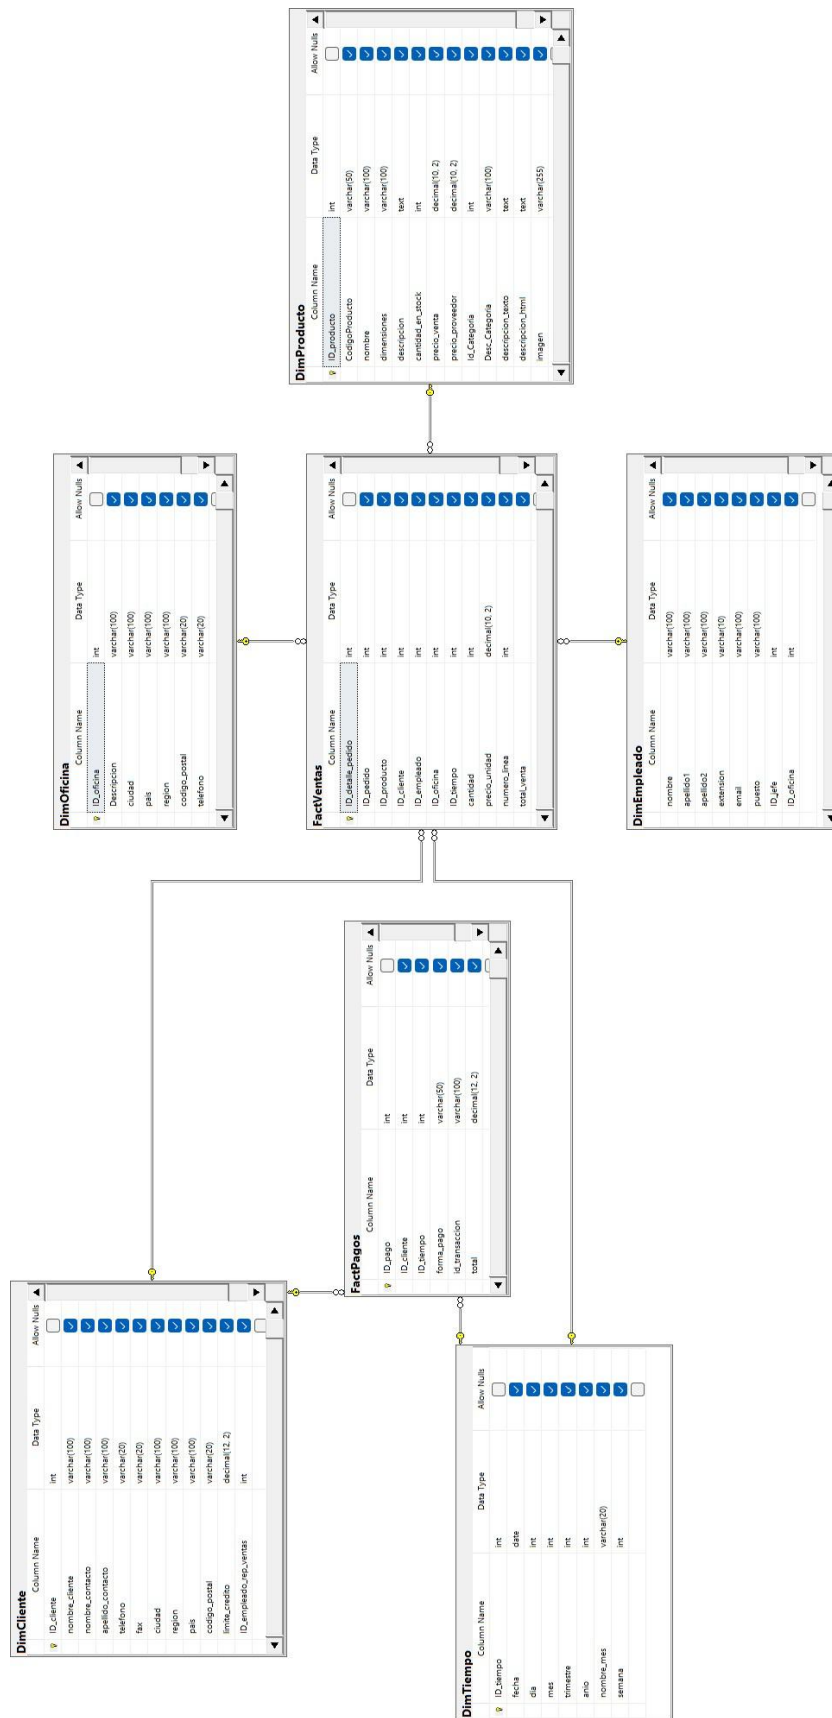 DimProducto
Column Name Data Type Allow Nulls
ID_producto int
CodigoProducto varchar(50)
nombre varchar(100)
dimensiones varchar(100)
descripcion text
cantidad_en_stock int
precio_venta decimal(10, 2)
precio_proveedor decimal(10, 2)
Id_Categoria int
Desc_Categoria varchar(100)
descripcion_texto text
descripcion_html text
imagen varchar(255)
DimOficina
Column Name Data Type Allow Nulls
ID_oficina int
Descripcion varchar(100)
ciudad varchar(100)
pais varchar(100)
region varchar(100)
codigo_postal varchar(20)
telefono varchar(20)
FactVentas
Column Name Data Type Allow Nulls
ID_detalle_pedido int
ID_pedido int
ID_producto int
ID_cliente int
ID_empleado int
ID_oficina int
ID_tiempo int
cantidad int
precio_unidad decimal(10, 2)
numero_linea int
total_venta
DimEmpleado
Column Name Data Type Allow Nulls
nombre varchar(100)
apellido1 varchar(100)
apellido2 varchar(100)
extension varchar(10)
email varchar(100)
puesto varchar(100)
ID_jefe int
ID_oficina int
FactPagos
Column Name Data Type Allow Nulls
ID_pago int
ID_cliente int
ID_tiempo int
forma_pago varchar(50)
id_transaccion varchar(100)
total decimal(12, 2)
DimCliente
Column Name Data Type Allow Nulls
ID_cliente int
nombre_cliente varchar(100)
nombre_contacto varchar(100)
apellido_contacto varchar(100)
telefono varchar(20)
fax varchar(20)
ciudad varchar(100)
region varchar(100)
pais varchar(100)
codigo_postal varchar(20)
limite_credito decimal(12, 2)
ID_empleado_rep_ventas int
DimTiempo
Column Name Data Type Allow Nulls
ID_tiempo int
fecha date
dia int
mes int
trimestre int
anio int
nombre_mes varchar(20)
semana int